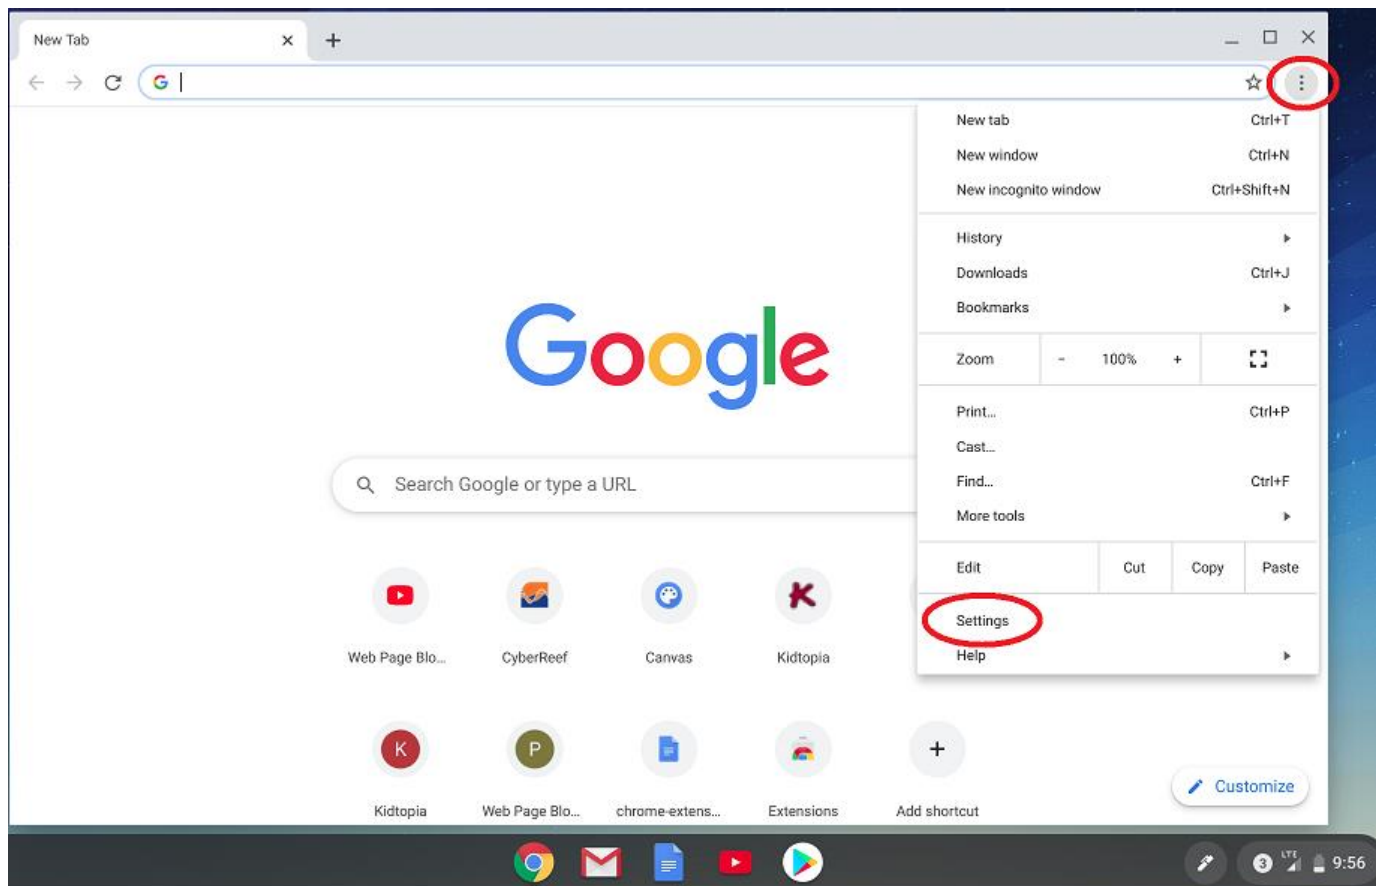 New Tab
New tab Ctrl+T
New window Ctrl+N
New incognito window Ctrl+Shift+N
History
Downloads Ctrl+J
Bookmarks
Zoom - 100% +
Print... Ctrl+P
Cast...
Find... Ctrl+F
More tools
Edit Cut Copy Paste
Settings
Help
Google
Search Google or type a URL
Web Page Blo... CyberReef Canvas Kidtopia
K P
Kidtopia Web Page Blo... chrome-extens... Extensions Add shortcut
Customize
3 LTE 9:56